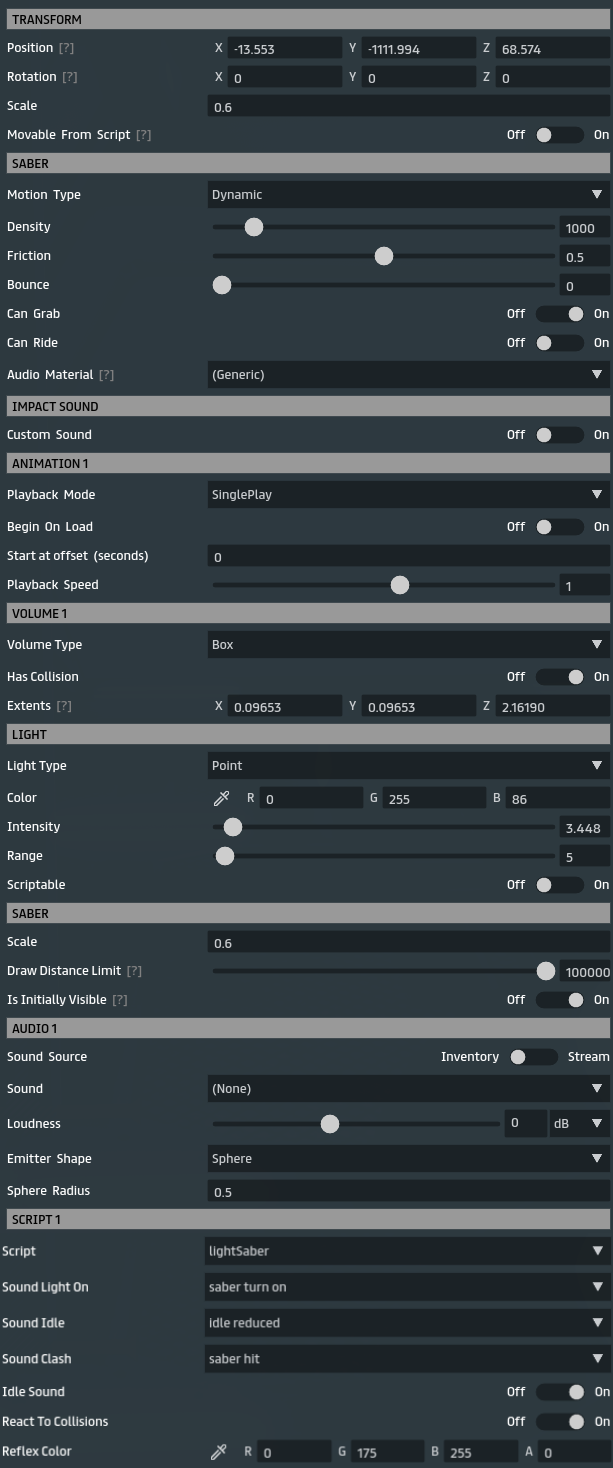 TRANSFORM
Position [?] X -13.553 Y -1111.994 Z 68.574
Rotation [?] X 0 Y 0 Z 0
Scale 0.6
Movable From Script [?] Off On
SABER
Motion Type Dynamic
Density 1000
Friction 0.5
Bounce 0
Can Grab Off On
Can Ride Off On
Audio Material [?] (Generic)
IMPACT SOUND
Custom Sound Off On
ANIMATION 1
Playback Mode SinglePlay
Begin On Load Off On
Start at offset (seconds) 0
Playback Speed 1
VOLUME 1
Volume Type Box
Has Collision Off On
Extents [?] X 0.09653 Y 0.09653 Z 2.16190
LIGHT
Light Type Point
Color R 0 G 255 B 86
Intensity 3.448
Range 5
Scriptable Off On
SABER
Scale 0.6
Draw Distance Limit [?] 100000
Is Initially Visible [?] Off On
AUDIO 1
Sound Source Inventory Stream
Sound (None)
Loudness 0 dB
Emitter Shape Sphere
Sphere Radius 0.5
SCRIPT 1
Script lightSaber
Sound Light On saber turn on
Sound Idle idle reduced
Sound Clash saber hit
Idle Sound Off On
React To Collisions Off On
Reflex Color R 0 G 175 B 255 A 0